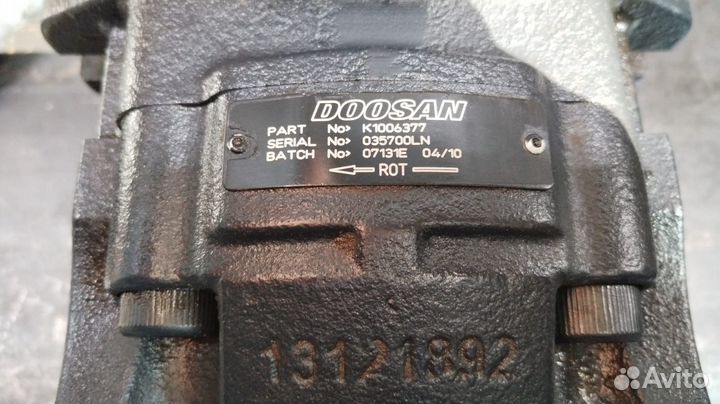 DOOSAN
PART No> K1006377
SERIAL No> 035700LN
BATCH No> 07131E 04/10
ROT
13121892
Avito